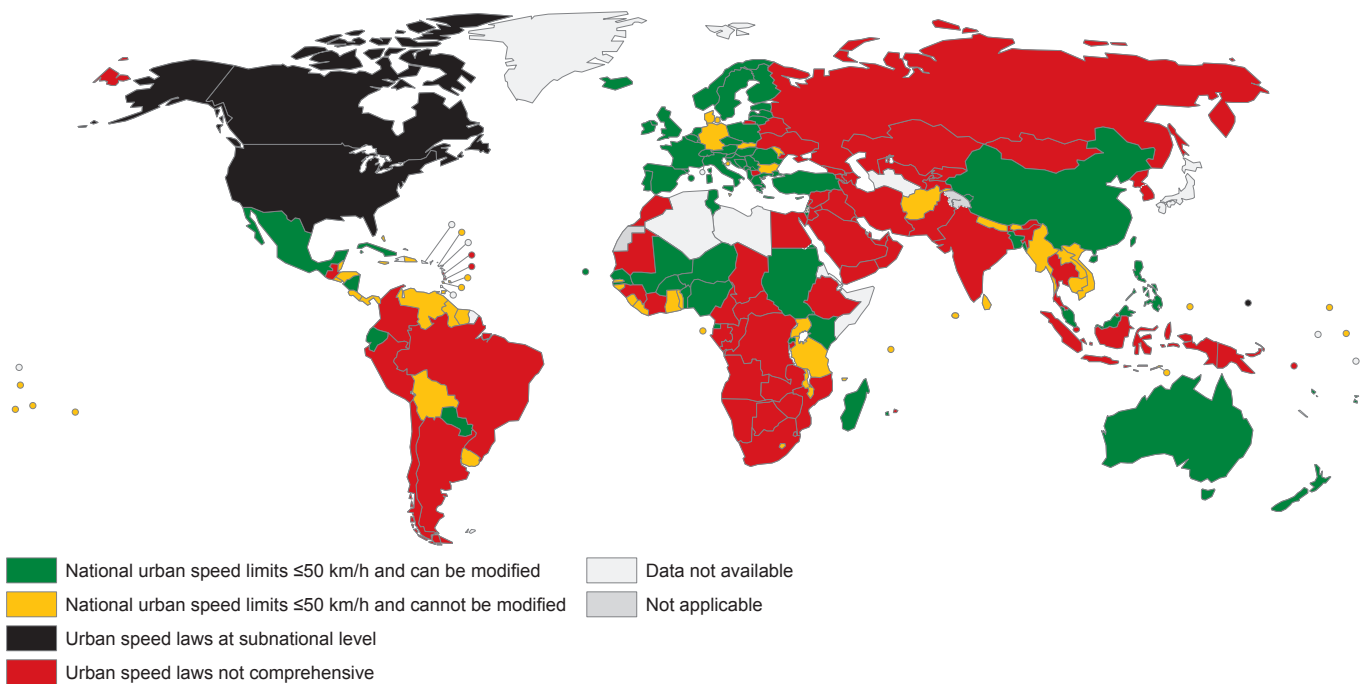 National urban speed limits ≤50 km/h and can be modified
National urban speed limits ≤50 km/h and cannot be modified
Urban speed laws at subnational level
Urban speed laws not comprehensive
Data not available
Not applicable